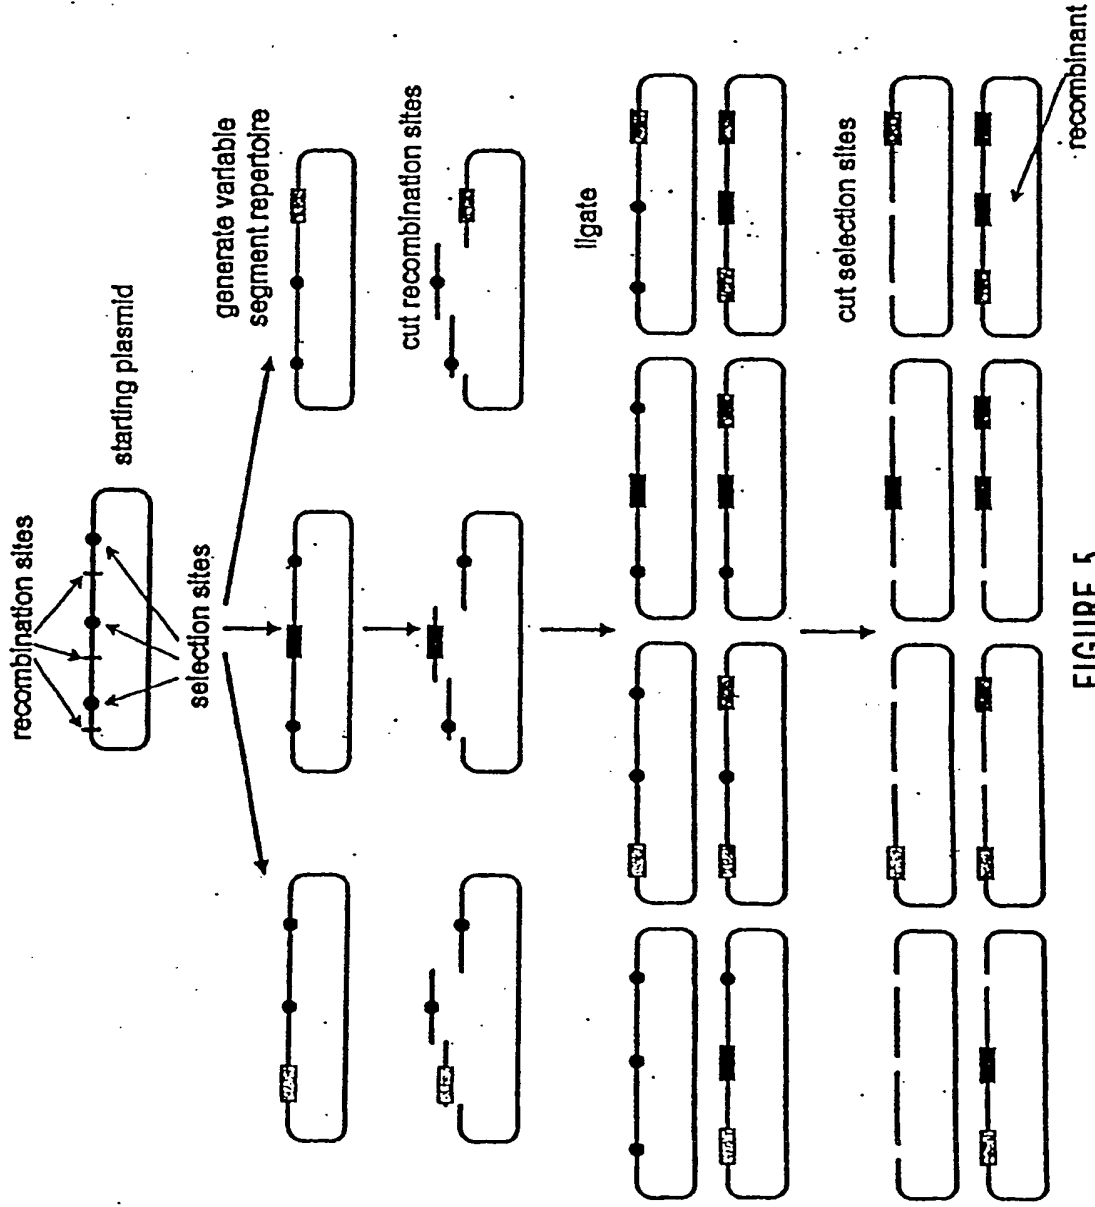 recombination sites
starting plasmid
selection sites
generate variable
segment repertoire
cut recombination sites
ligate
cut selection sites
recombinant
FIGURE 5